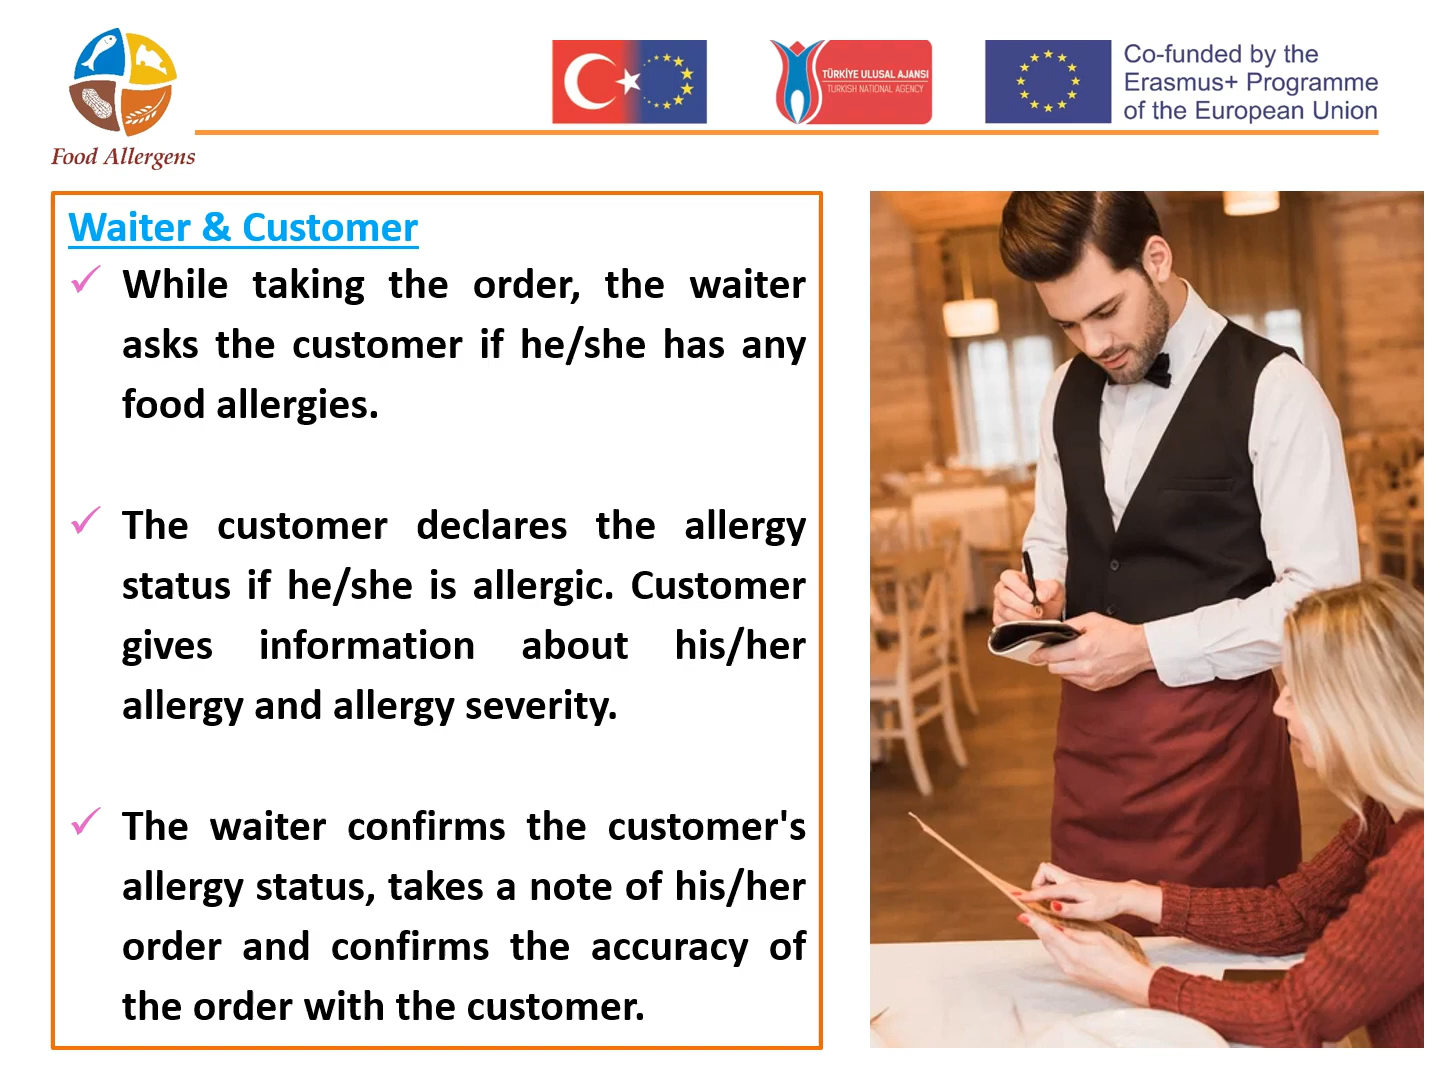 Food Allergens
TÜRKİYE ULUSAL AJANSI
TURKISH NATIONAL AGENCY
Co-funded by the
Erasmus+ Programme
of the European Union
Waiter & Customer
While taking the order, the waiter
asks the customer if he/she has any
food allergies.
The customer declares the allergy
status if he/she is allergic. Customer
gives information about his/her
allergy and allergy severity.
The waiter confirms the customer's
allergy status, takes a note of his/her
order and confirms the accuracy of
the order with the customer.